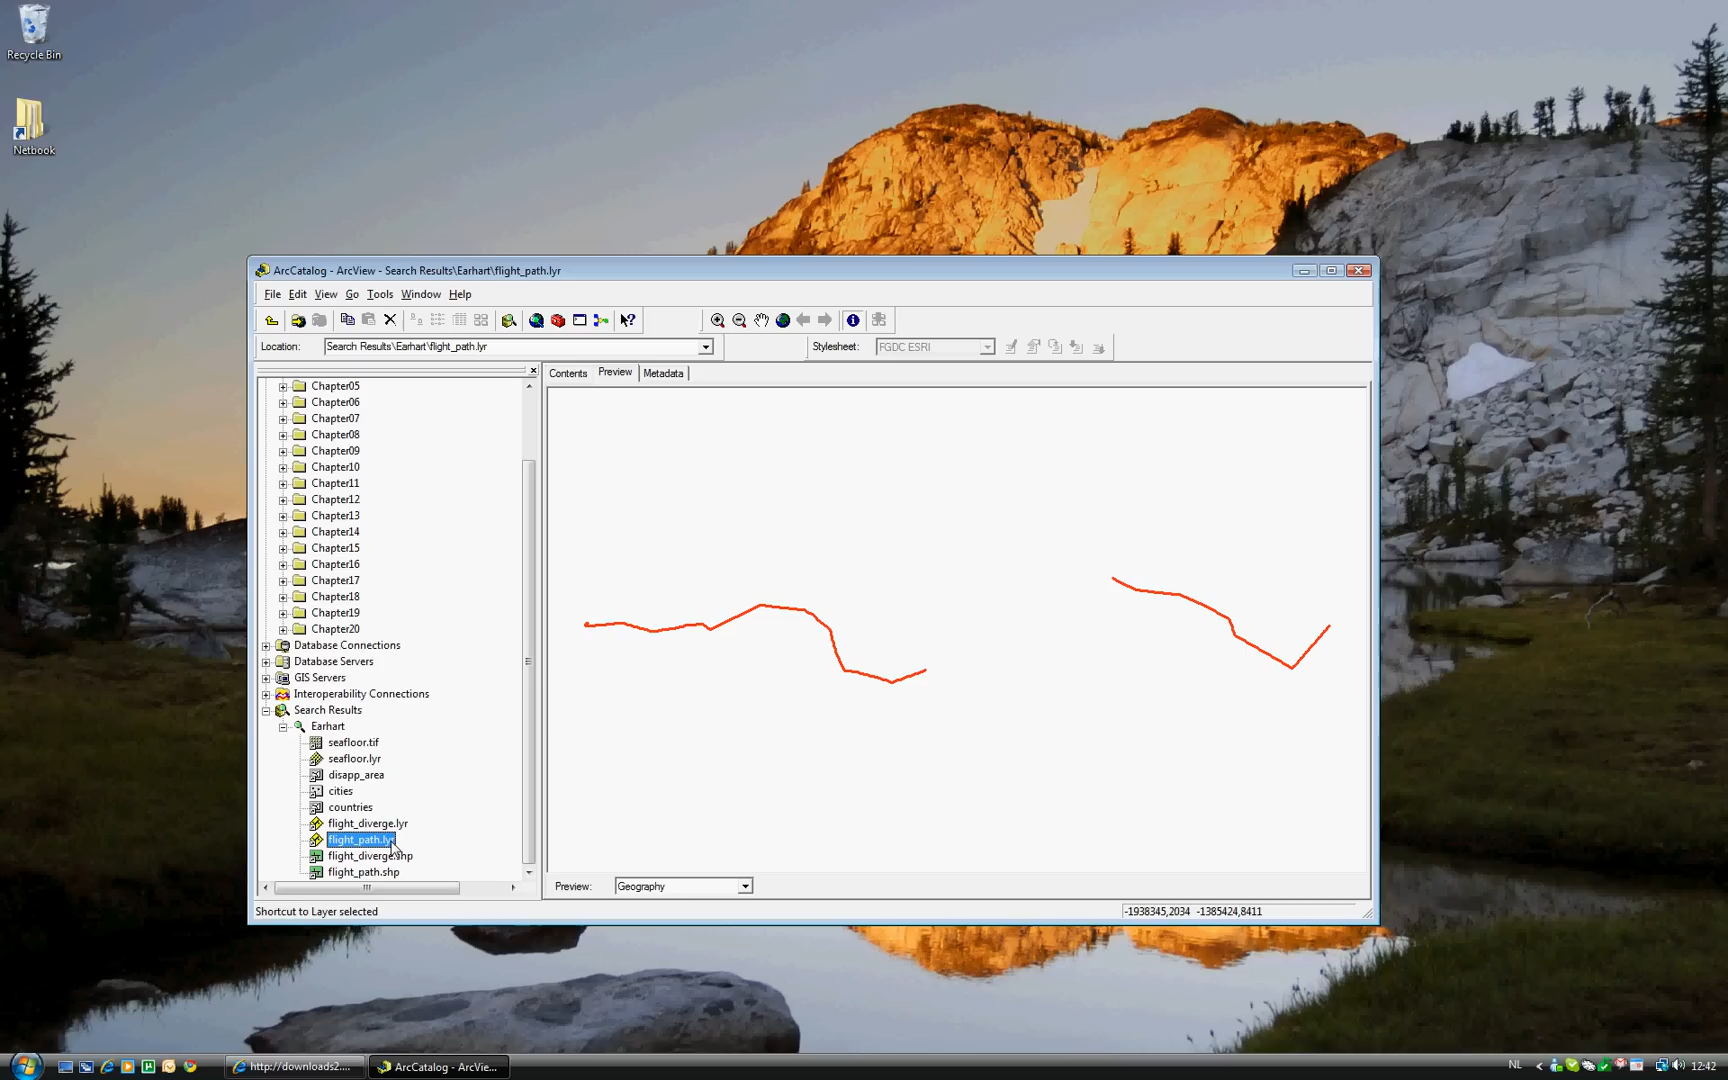 Recycle Bin
Netbook
ArcCatalog - ArcView - Search Results\Earhart\flight_path.lyr
File Edit View Go Tools Window Help
Location: Search Results\Earhart\flight_path.lyr
Stylesheet: FGDC ESRI
Contents Preview Metadata
Chapter05
Chapter06
Chapter07
Chapter08
Chapter09
Chapter10
Chapter11
Chapter12
Chapter13
Chapter14
Chapter15
Chapter16
Chapter17
Chapter18
Chapter19
Chapter20
Database Connections
Database Servers
GIS Servers
Interoperability Connections
Search Results
Earhart
seafloor.tif
seafloor.lyr
disapp_area
cities
countries
flight_diverge.lyr
flight_path.lyr
flight_diverge.shp
flight_path.shp
Preview: Geography
Shortcut to Layer selected
-1938345,2034 -1385424,8411
http://downloads2....
ArcCatalog - ArcVie...
NL
12:42